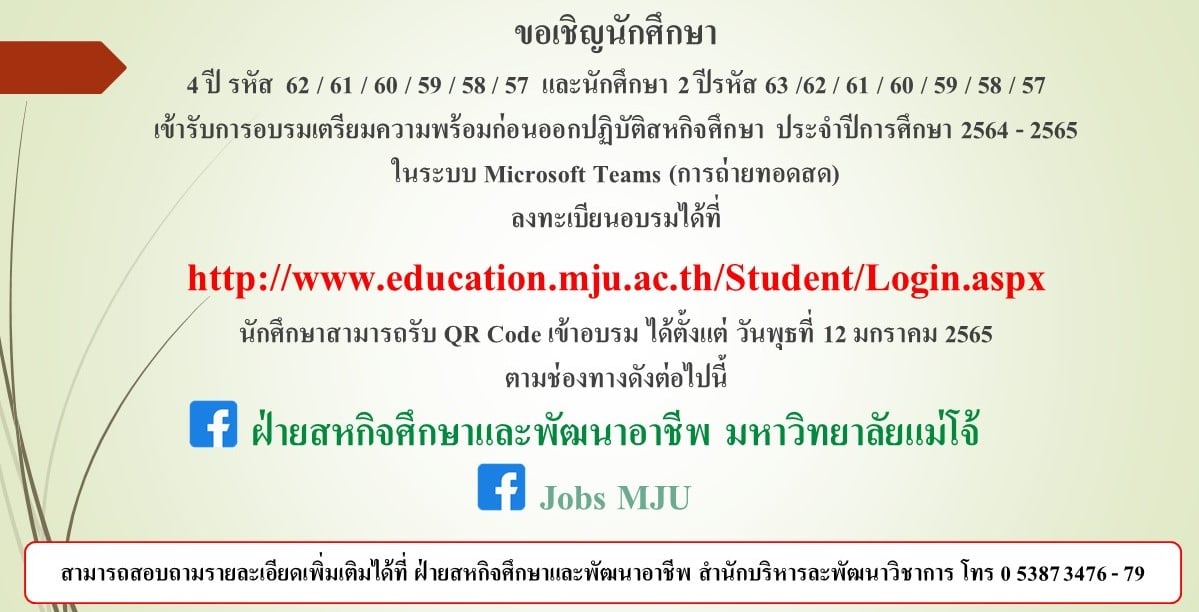 ขอเชิญนักศึกษา
4 ปี รหัส 62 / 61 / 60 / 59 / 58 / 57 และนักศึกษา 2 ปีรหัส 63 /62 / 61 / 60 / 59 / 58 / 57
เข้ารับการอบรมเตรียมความพร้อมก่อนออกปฏิบัติสหกิจศึกษา ประจำปีการศึกษา 2564 - 2565
ในระบบ Microsoft Teams (การถ่ายทอดสด)
ลงทะเบียนอบรมได้ที่
http://www.education.mju.ac.th/Student/Login.aspx
นักศึกษาสามารถรับ QR Code เข้าอบรม ได้ตั้งแต่ วันพุธที่ 12 มกราคม 2565
ตามช่องทางดังต่อไปนี้
ฝ่ายสหกิจศึกษาและพัฒนาอาชีพ มหาวิทยาลัยแม่โจ้
Jobs MJU
สามารถสอบถามรายละเอียดเพิ่มเติมได้ที่ ฝ่ายสหกิจศึกษาและพัฒนาอาชีพ สำนักบริหารละพัฒนาวิชาการ โทร 0 5387 3476 - 79